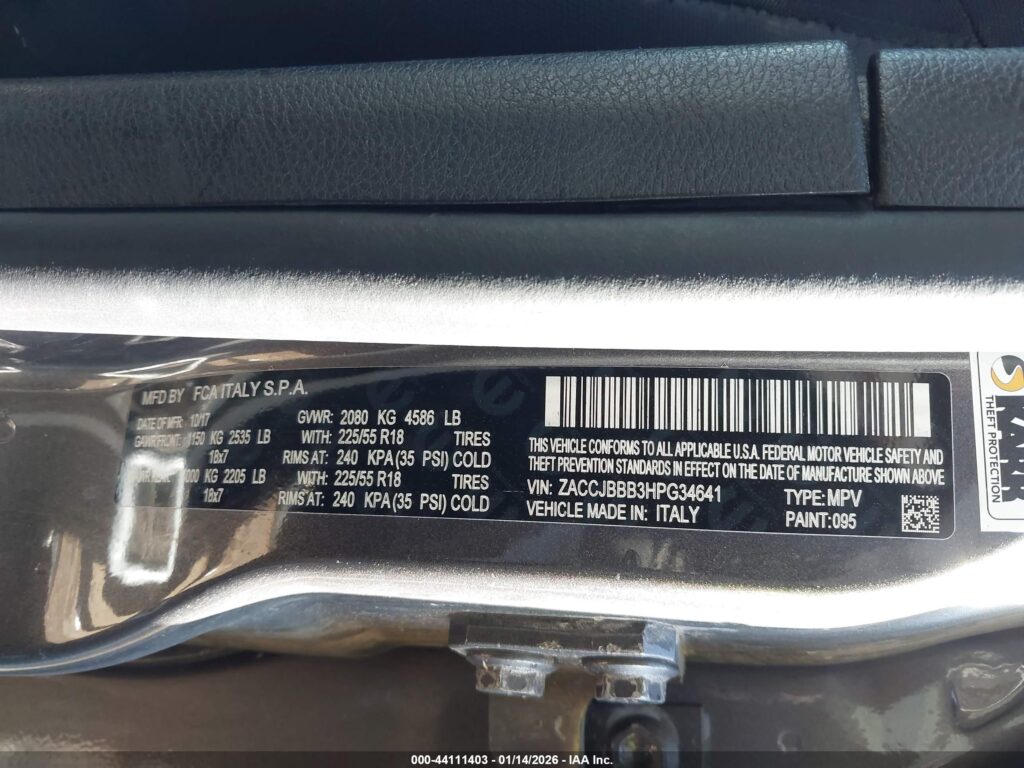 MFD BY FCA ITALY S.P.A.
DATE OF MFR: 10/17 GVWR: 2080 KG 4586 LB
GAWR FRONT: 1150 KG 2535 LB WITH: 225/55 R18 TIRES
18x7 RIMS AT: 240 KPA(35 PSI) COLD
2205 LB WITH: 225/55 R18 TIRES
18x7 RIMS AT: 240 KPA(35 PSI) COLD
THIS VEHICLE CONFORMS TO ALL APPLICABLE U.S.A. FEDERAL MOTOR VEHICLE SAFETY AND
THEFT PREVENTION STANDARDS IN EFFECT ON THE DATE OF MANUFACTURE SHOWN ABOVE
VIN: ZACCJBBB3HPG34641 TYPE: MPV
VEHICLE MADE IN: ITALY PAINT: 095
THEFT PROTECTION
000-44111403 - 01/14/2026 - IAA Inc.